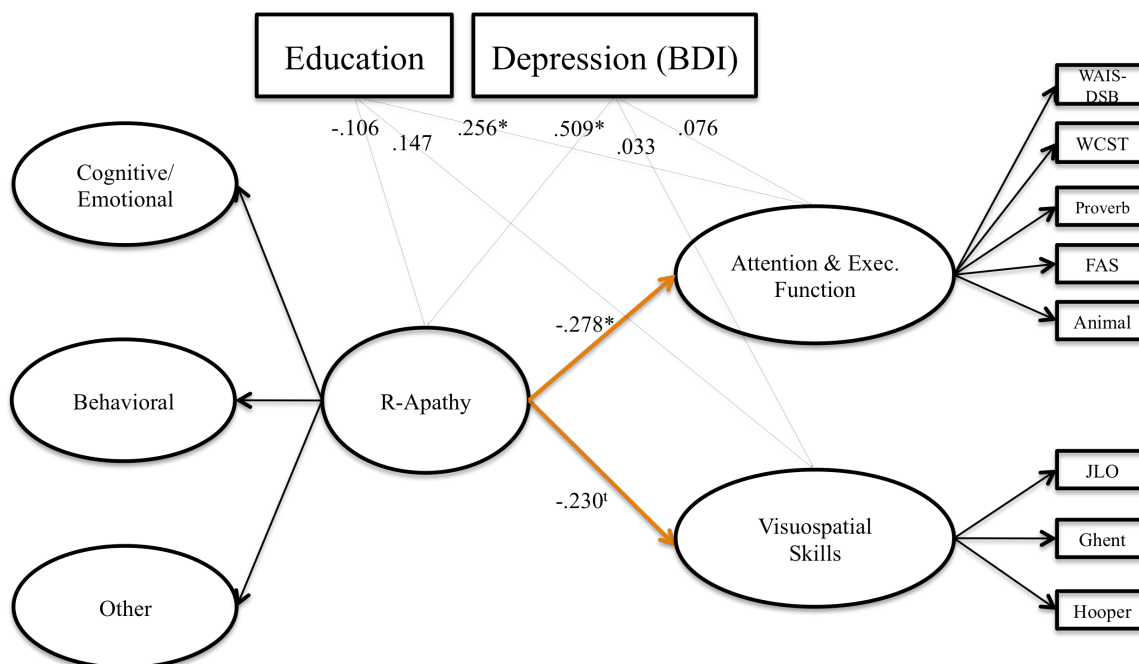 Education
Depression (BDI)
-.106
.147
.256*
.509*
.033
.076
Cognitive/
Emotional
Behavioral
Other
R-Apathy
-.278*
-.230ᵗ
Attention & Exec.
Function
Visuospatial
Skills
WAIS-
DSB
WCST
Proverb
FAS
Animal
JLO
Ghent
Hooper